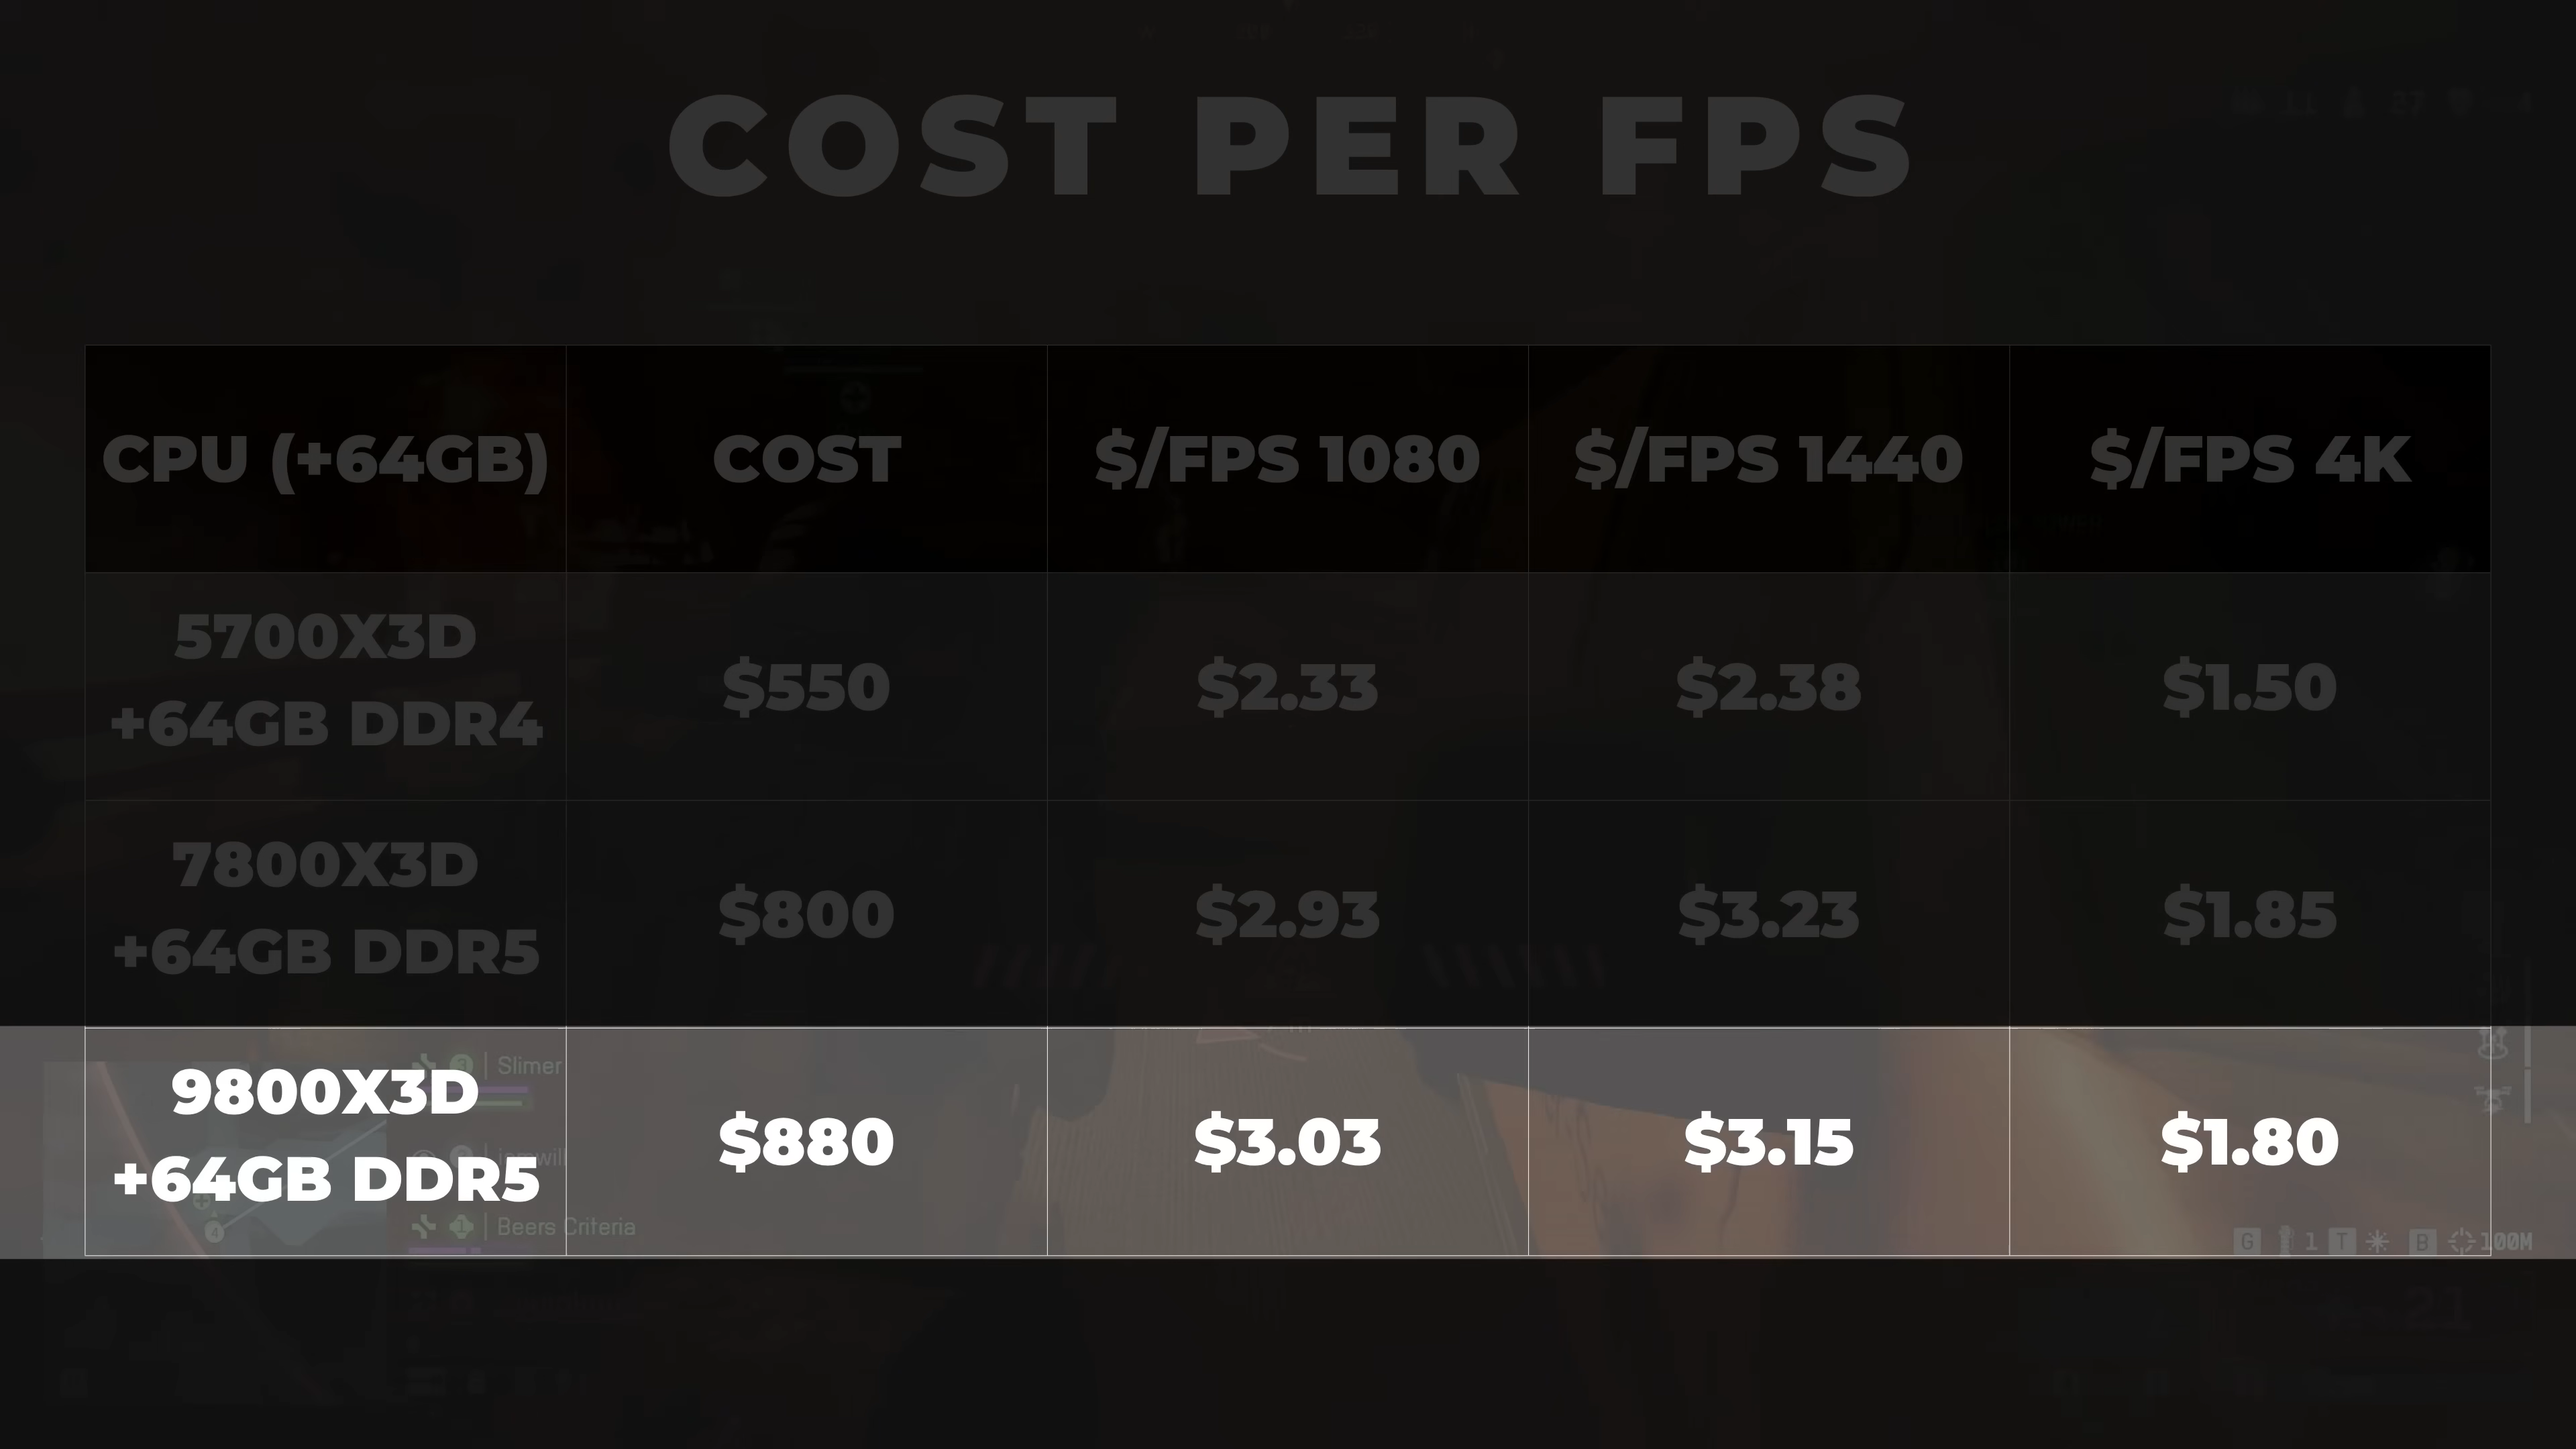 COST PER FPS
CPU (+64GB) COST $/FPS 1080 $/FPS 1440 $/FPS 4K
5700X3D
+64GB DDR4 $550 $2.33 $2.38 $1.50
7800X3D
+64GB DDR5 $800 $2.93 $3.23 $1.85
Slimer
9800X3D
+64GB DDR5 $880 $3.03 $3.15 $1.80
Beers Criteria
G 1 T B 100M